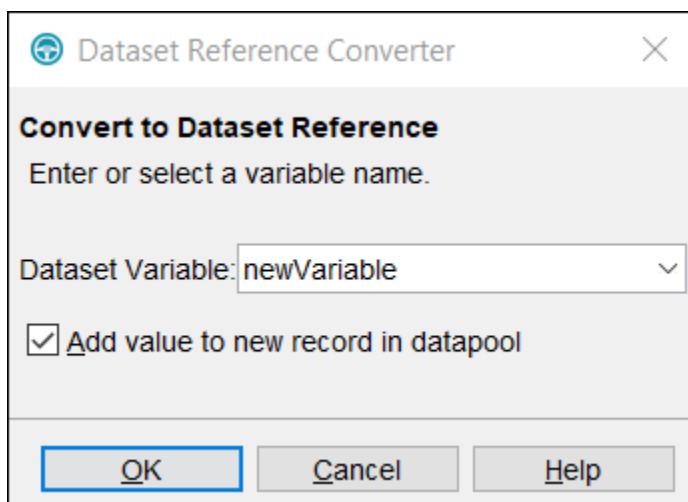 Dataset Reference Converter
Convert to Dataset Reference
Enter or select a variable name.
Dataset Variable: newVariable
Add value to new record in datapool
OK Cancel Help